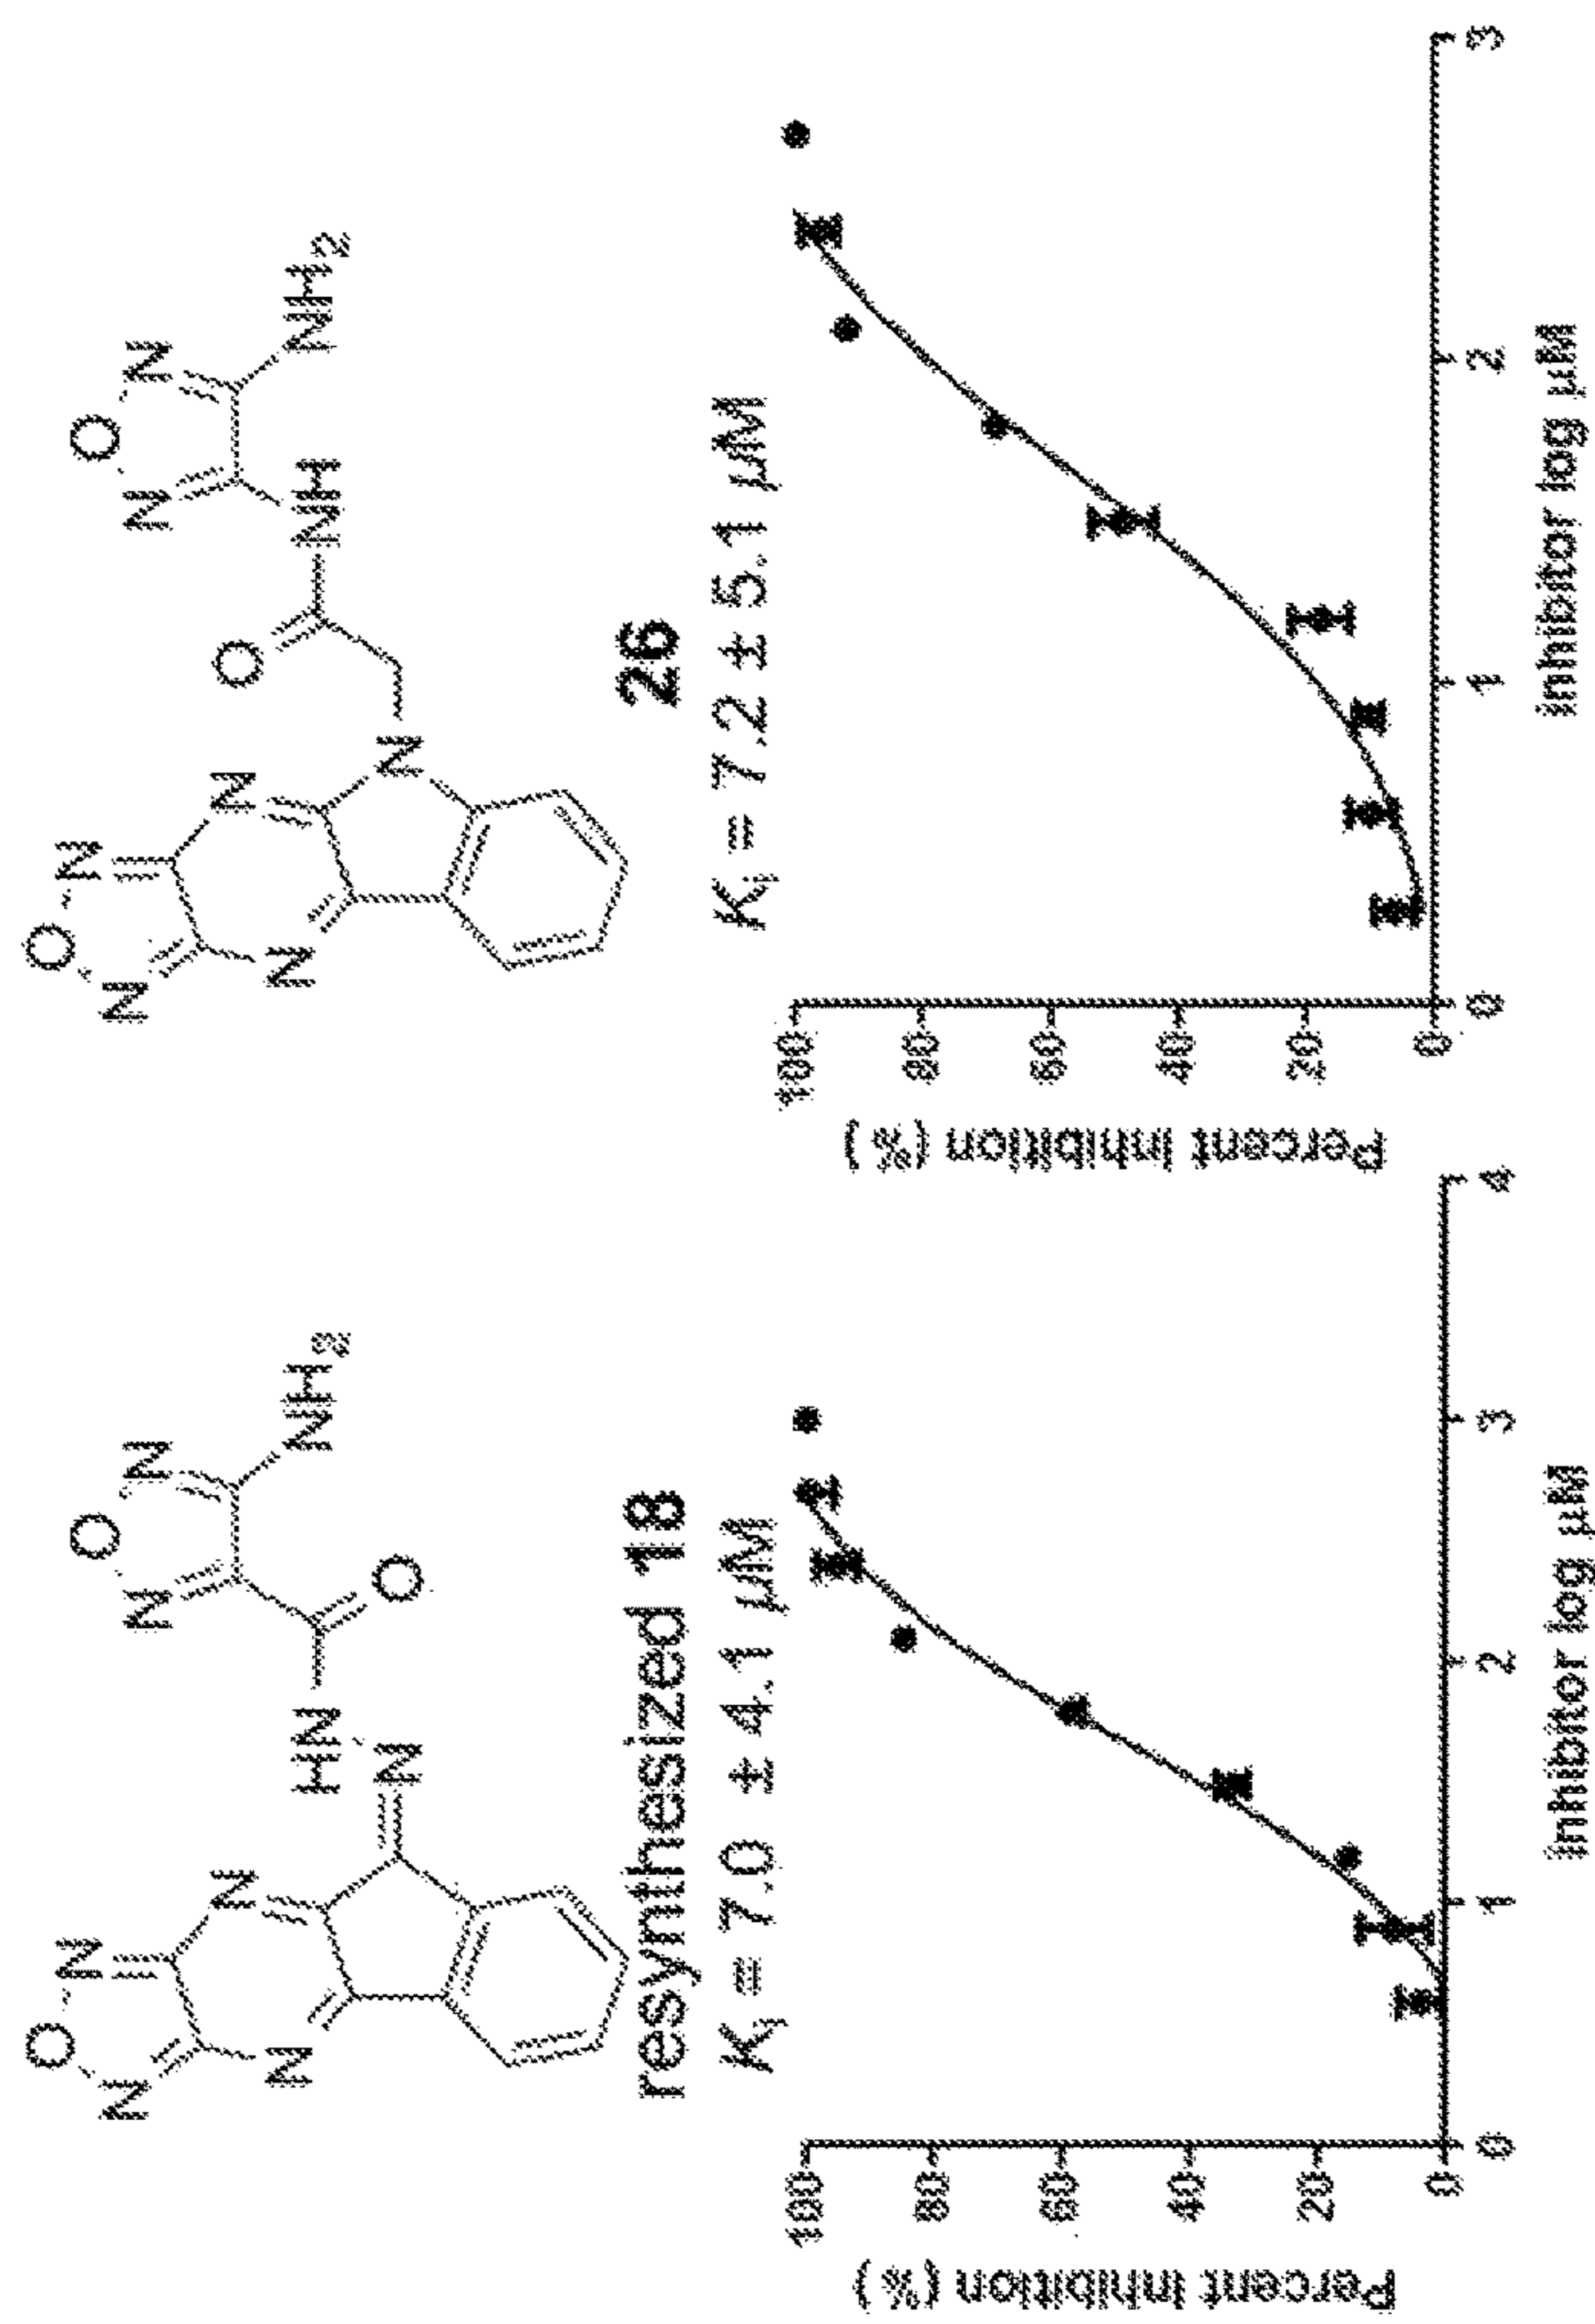 O
N N
N N
HN
N
O
N N
NH2
O
resynthesized 18
Ki = 7.0 ± 4.1 µM
Percent inhibition (%)
100
80
60
40
20
0
0 1 2 3 4
inhibitor log µM
O
N N
N N
N
O
NH
O
N N
NH2
26
Ki = 7.2 ± 5.1 µM
Percent inhibition (%)
100
80
60
40
20
0
0 1 2 3
inhibitor log µM